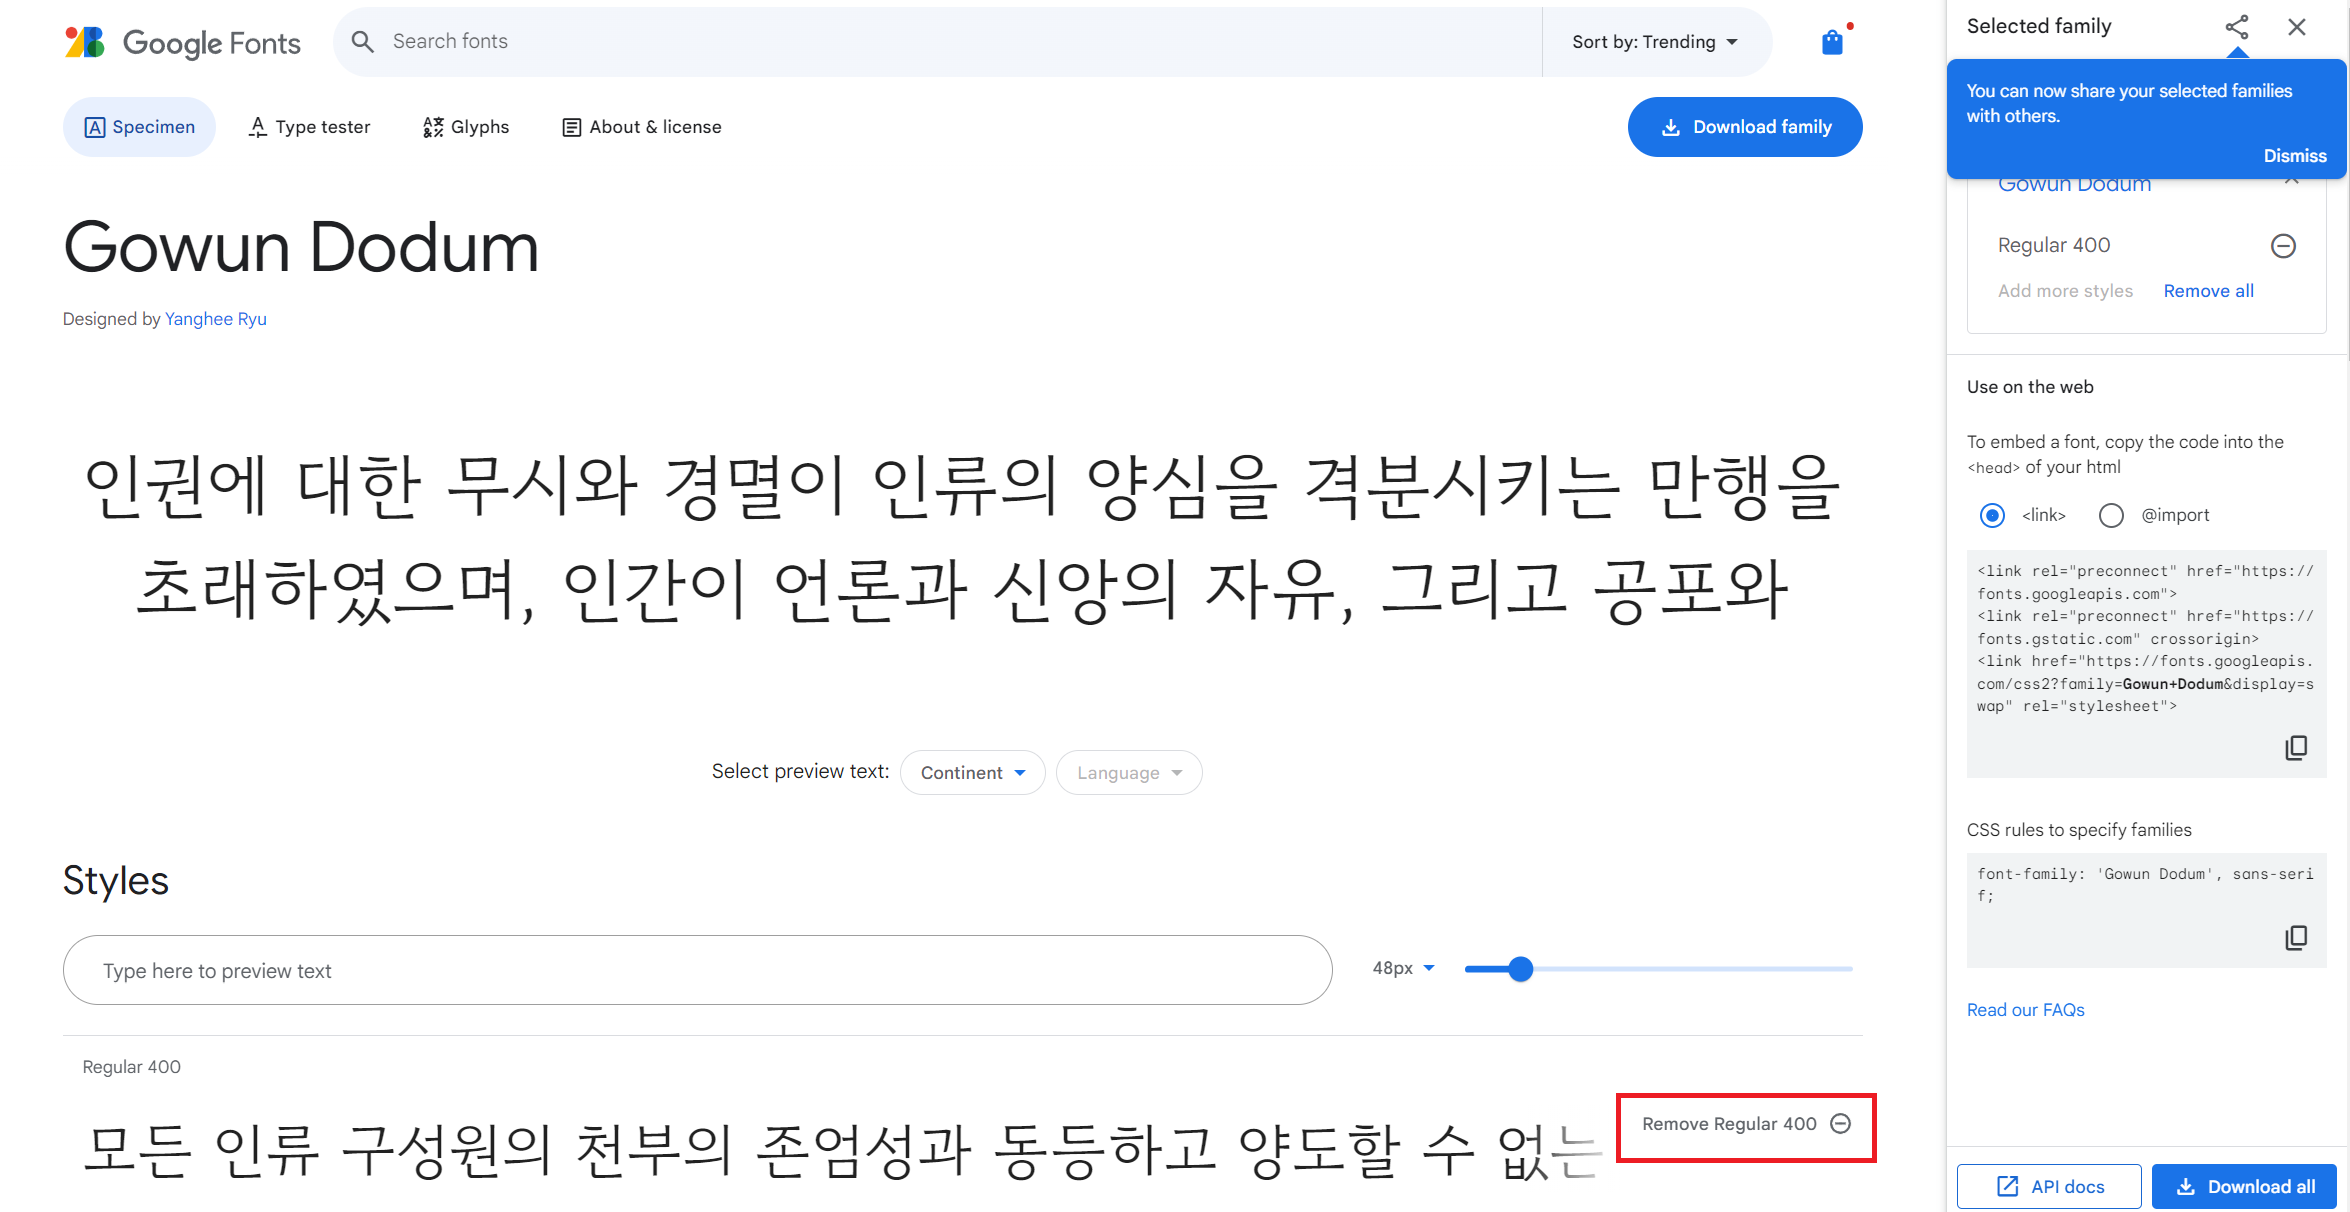 Google Fonts
Search fonts
Sort by: Trending
Specimen
Type tester
Glyphs
About & license
Download family
Gowun Dodum
Designed by Yanghee Ryu
인권에 대한 무시와 경멸이 인류의 양심을 격분시키는 만행을
초래하였으며, 인간이 언론과 신앙의 자유, 그리고 공포와
Select preview text:
Continent
Language
Styles
Type here to preview text
48px
Regular 400
모든 인류 구성원의 천부의 존엄성과 동등하고 양도할 수 없는
Remove Regular 400
Selected family
You can now share your selected families
with others.
Dismiss
Gowun Dodum
Regular 400
Add more styles
Remove all
Use on the web
To embed a font, copy the code into the
<head> of your html
<link>
@import
<link rel="preconnect" href="https://
fonts.googleapis.com">
<link rel="preconnect" href="https://
fonts.gstatic.com" crossorigin>
<link href="https://fonts.googleapis.
com/css2?family=Gowun+Dodum&display=s
wap" rel="stylesheet">
CSS rules to specify families
font-family: 'Gowun Dodum', sans-seri
f;
Read our FAQs
API docs
Download all